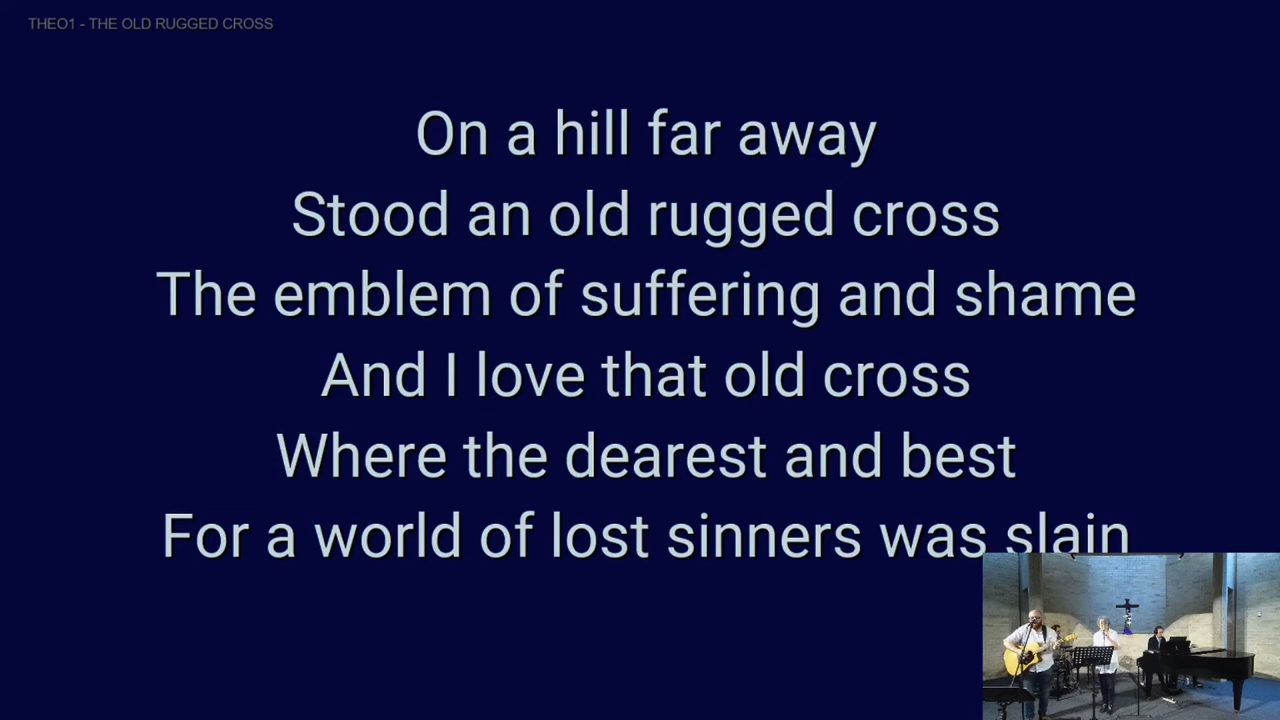 THEO1 - THE OLD RUGGED CROSS
On a hill far away
Stood an old rugged cross
The emblem of suffering and shame
And I love that old cross
Where the dearest and best
For a world of lost sinners was slain